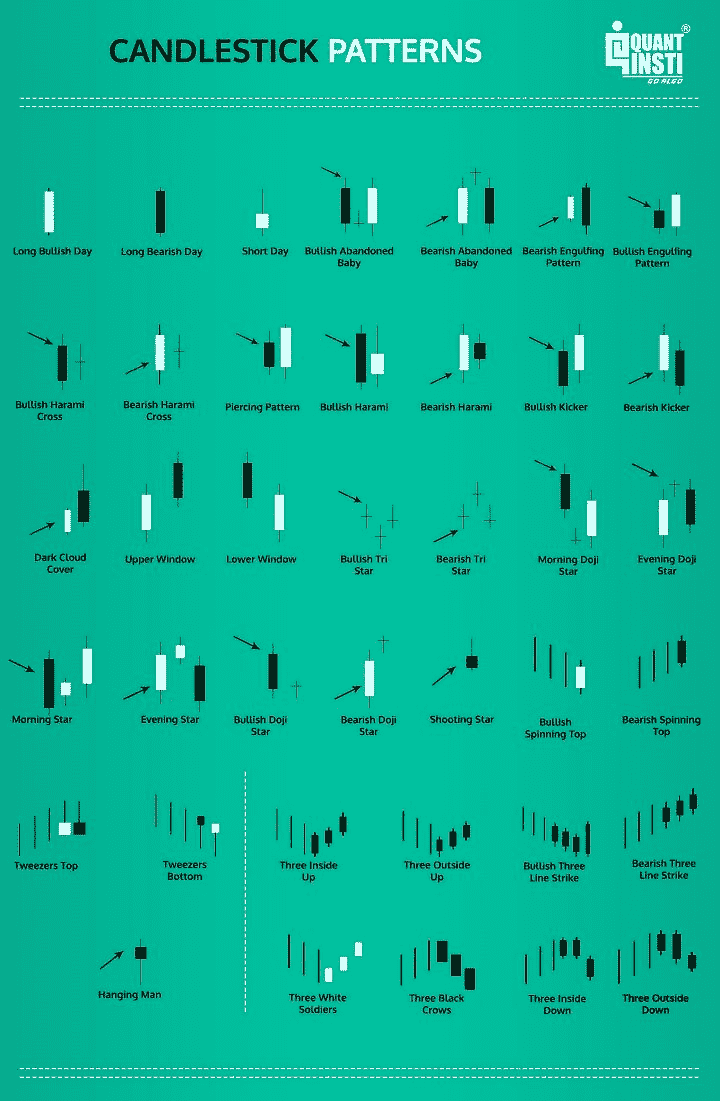 CANDLESTICK PATTERNS
QUANT
INSTI
®
GO ALGO
Long Bullish Day
Long Bearish Day
Short Day
Bullish Abandoned
Baby
Bearish Abandoned
Baby
Bearish Engulfing
Pattern
Bullish Engulfing
Pattern
Bullish Harami
Cross
Bearish Harami
Cross
Piercing Pattern
Bullish Harami
Bearish Harami
Bullish Kicker
Bearish Kicker
Dark Cloud
Cover
Upper Window
Lower Window
Bullish Tri
Star
Bearish Tri
Star
Morning Doji
Star
Evening Doji
Star
Morning Star
Evening Star
Bullish Doji
Star
Bearish Doji
Star
Shooting Star
Bullish
Spinning Top
Bearish Spinning
Top
Tweezers Top
Tweezers
Bottom
Three Inside
Up
Three Outside
Up
Bullish Three
Line Strike
Bearish Three
Line Strike
Hanging Man
Three White
Soldiers
Three Black
Crows
Three Inside
Down
Three Outside
Down